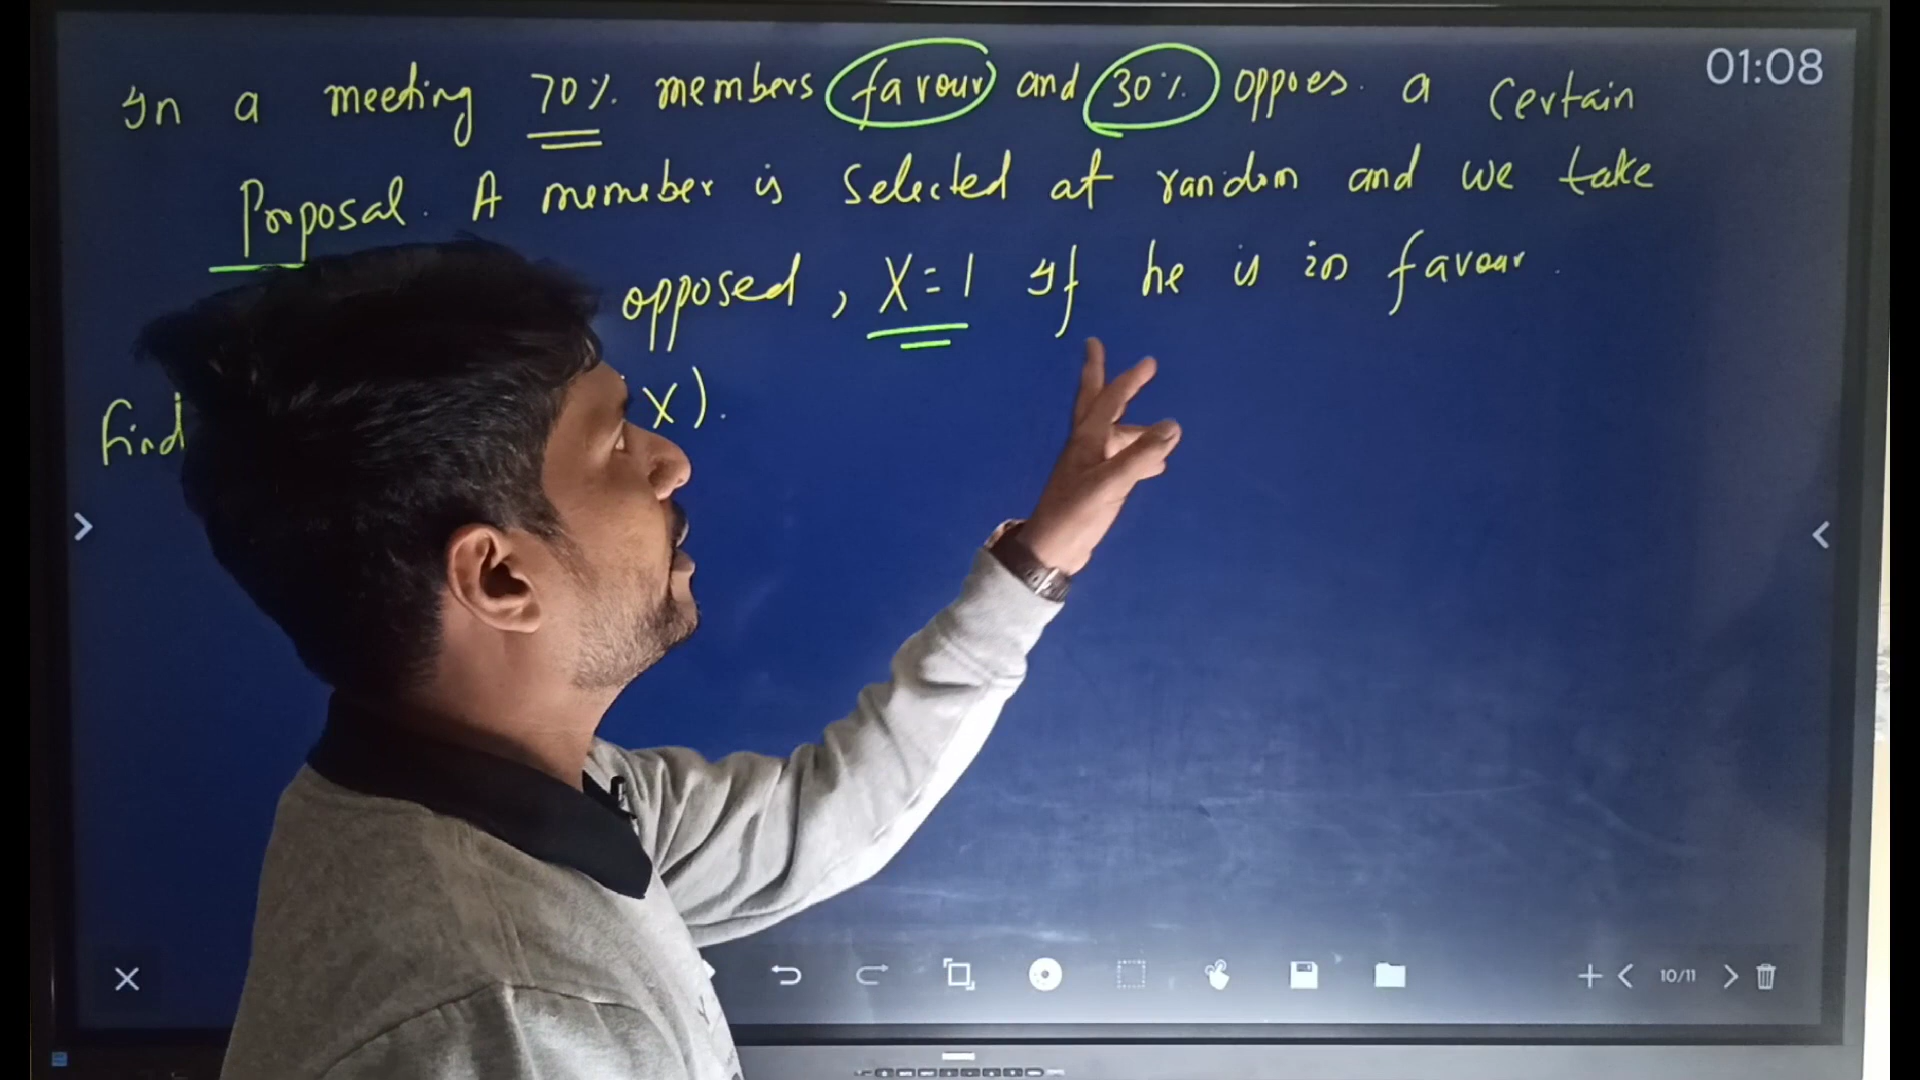 01:08
In a meeting 70% members favour and 30% oppoes. a certain
Proposal. A memeber is selected at random and we take
opposed, X=1 If he is in favour.
find X).
10/11